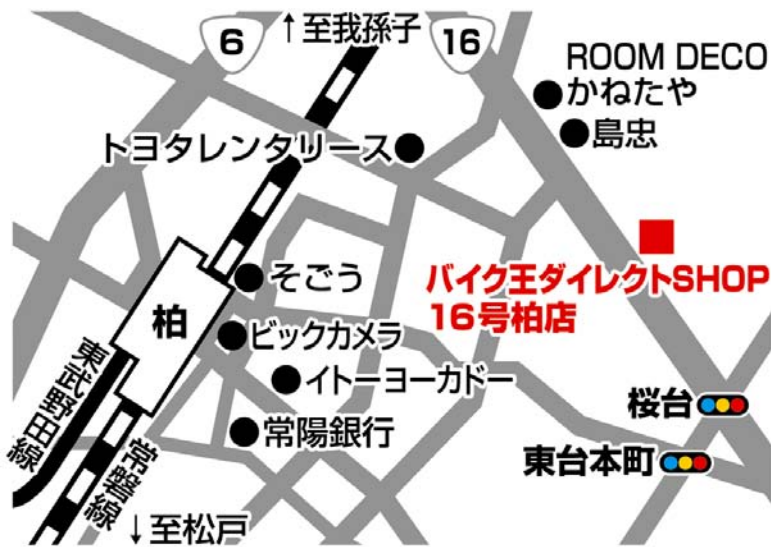 6
↑至我孫子
16
ROOM DECO
かねたや
島忠
トヨタレンタリース
そごう
バイク王ダイレクトSHOP
16号柏店
柏
ビックカメラ
イトーヨーカドー
東武野田線
桜台
常陽銀行
東台本町
常磐線
↓至松戸